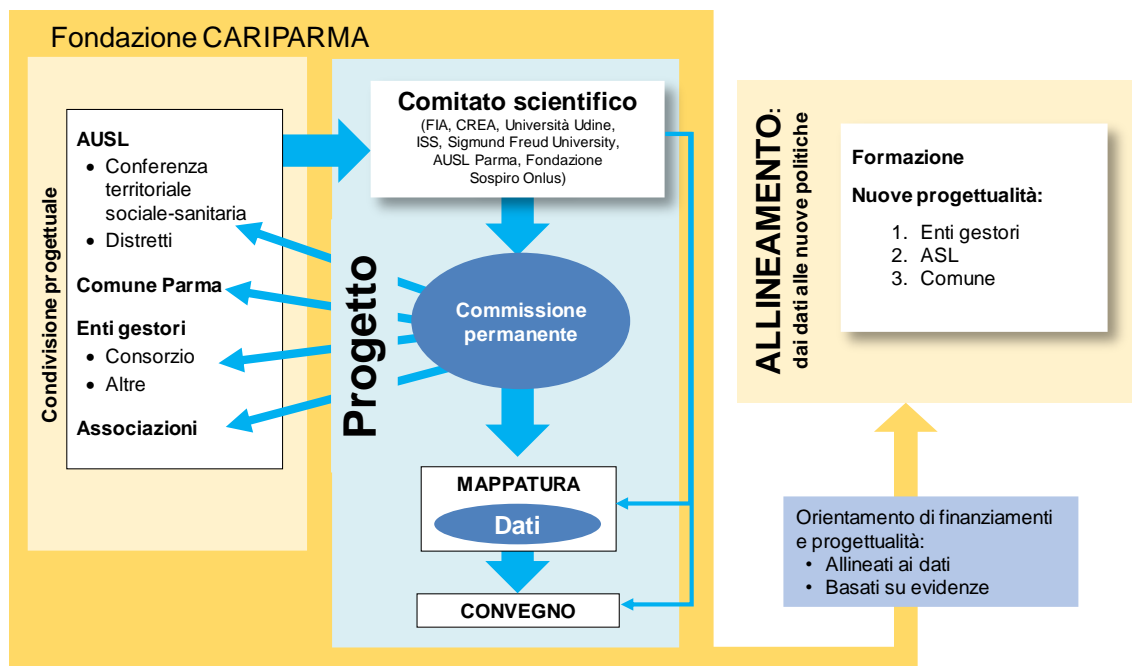 Fondazione CARIPARMA
Condivisione progettuale
AUSL
• Conferenza
territoriale
sociale-sanitaria
• Distretti
Comune Parma
Enti gestori
• Consorzio
• Altre
Associazioni
Progetto
Comitato scientifico
(FIA, CREA, Università Udine,
ISS, Sigmund Freud University,
AUSL Parma, Fondazione
Sospiro Onlus)
Commissione
permanente
MAPPATURA
Dati
CONVEGNO
ALLINEAMENTO:
dai dati alle nuove politiche
Formazione
Nuove progettualità:
1. Enti gestori
2. ASL
3. Comune
Orientamento di finanziamenti
e progettualità:
• Allineati ai dati
• Basati su evidenze